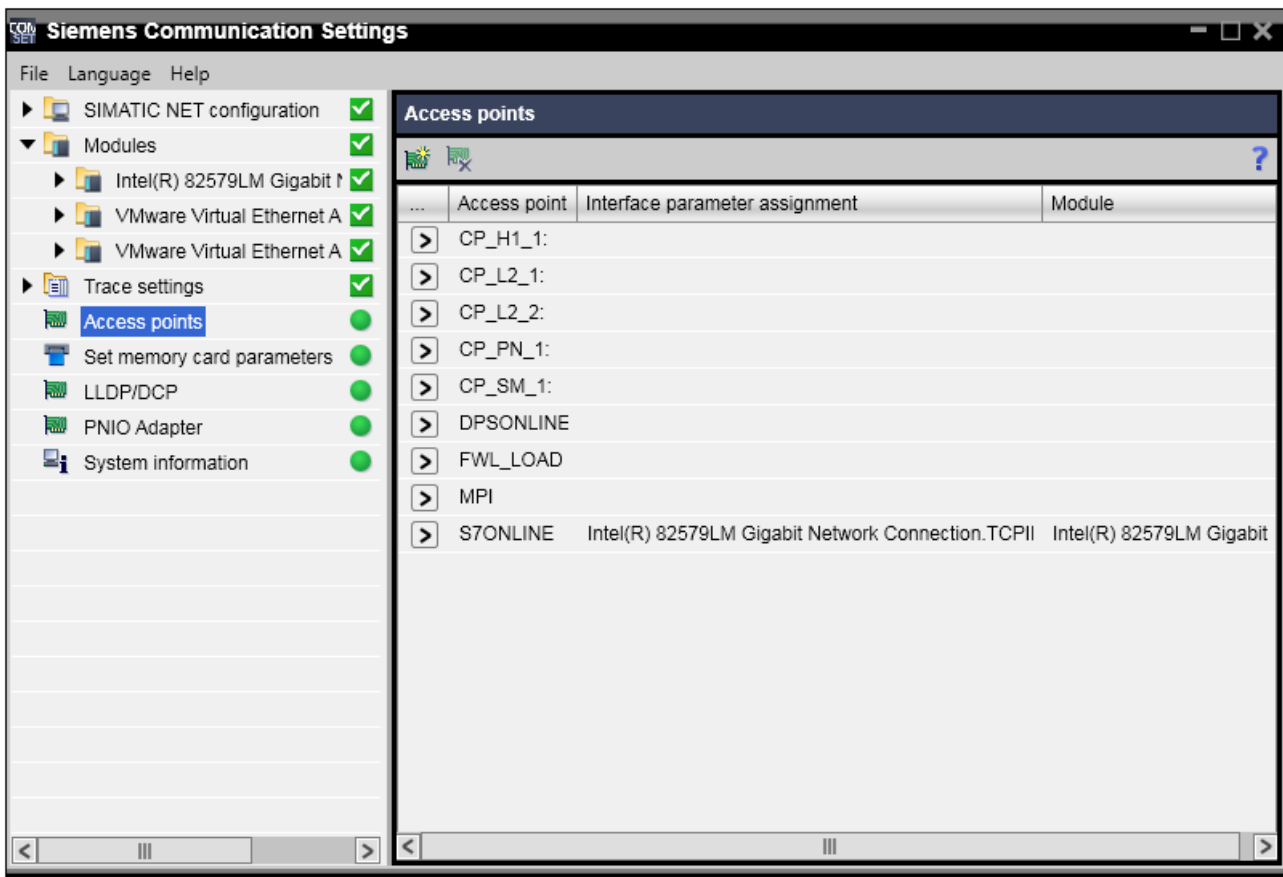 COM SET Siemens Communication Settings
File Language Help
SIMATIC NET configuration
Modules
Intel(R) 82579LM Gigabit N
VMware Virtual Ethernet A
VMware Virtual Ethernet A
Trace settings
Access points
Set memory card parameters
LLDP/DCP
PNIO Adapter
System information
Access points
?
... Access point Interface parameter assignment Module
CP_H1_1:
CP_L2_1:
CP_L2_2:
CP_PN_1:
CP_SM_1:
DPSONLINE
FWL_LOAD
MPI
S7ONLINE Intel(R) 82579LM Gigabit Network Connection.TCPII Intel(R) 82579LM Gigabit